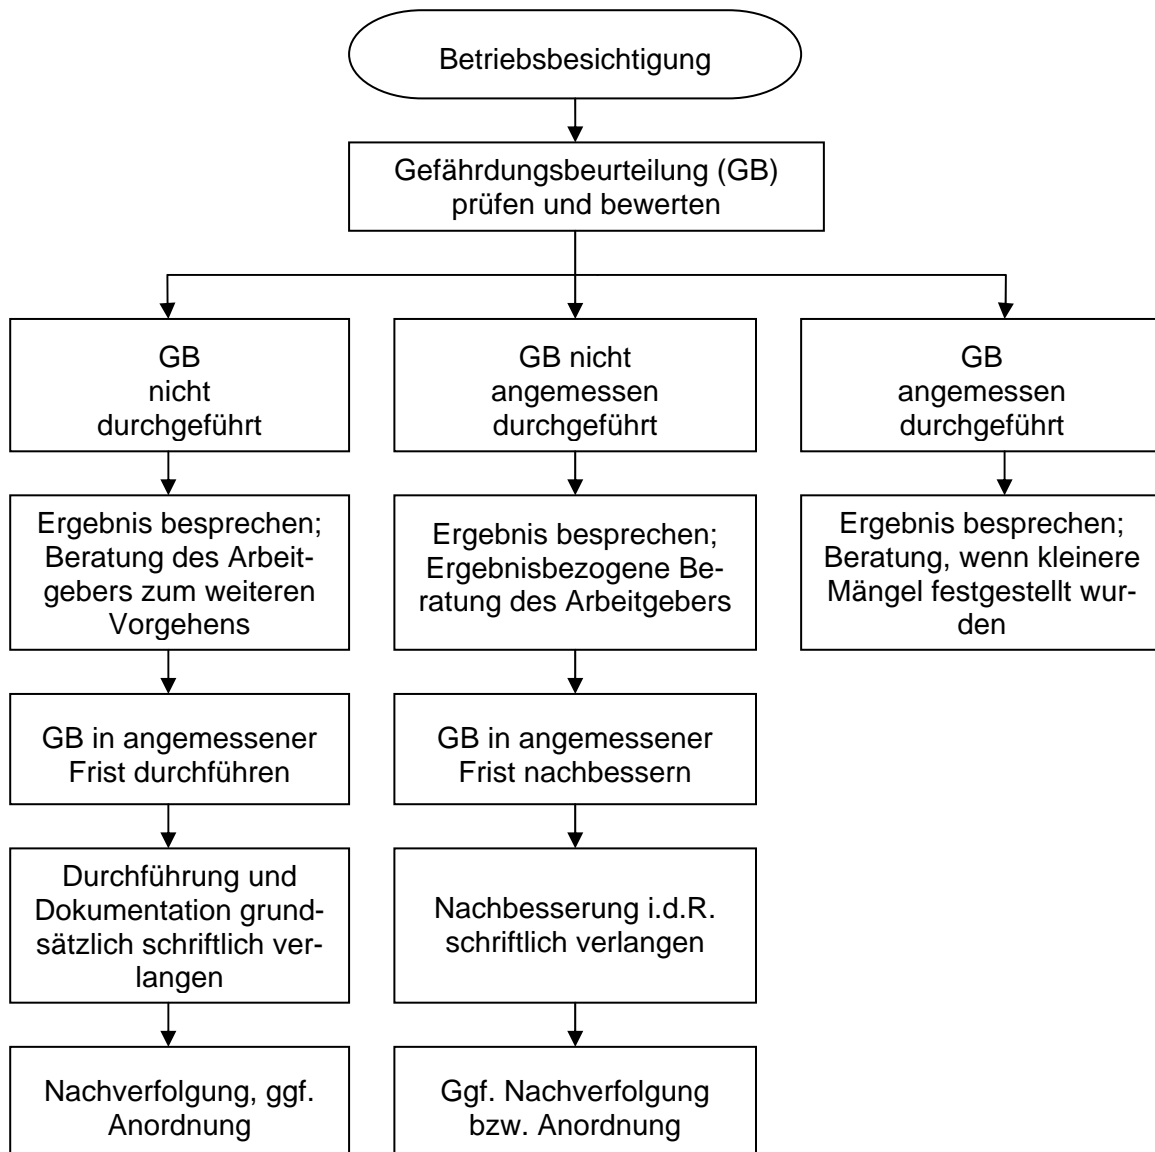 Betriebsbesichtigung
Gefährdungsbeurteilung (GB)
prüfen und bewerten
GB
nicht
durchgeführt
GB nicht
angemessen
durchgeführt
GB
angemessen
durchgeführt
Ergebnis besprechen;
Beratung des Arbeit-
gebers zum weiteren
Vorgehens
Ergebnis besprechen;
Ergebnisbezogene Be-
ratung des Arbeitgebers
Ergebnis besprechen;
Beratung, wenn kleinere
Mängel festgestellt wur-
den
GB in angemessener
Frist durchführen
GB in angemessener
Frist nachbessern
Durchführung und
Dokumentation grund-
sätzlich schriftlich ver-
langen
Nachbesserung i.d.R.
schriftlich verlangen
Nachverfolgung, ggf.
Anordnung
Ggf. Nachverfolgung
bzw. Anordnung